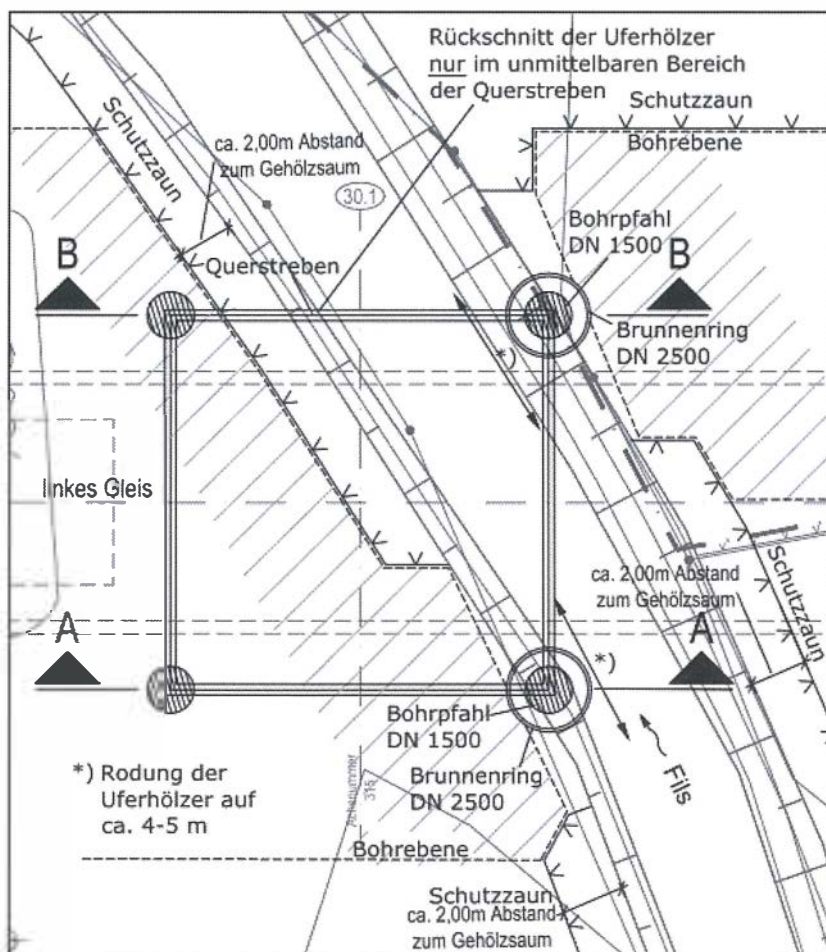 Rückschnitt der Uferhölzer
nur im unmittelbaren Bereich
der Querstreben
Schutzzaun
Bohrebene
Schutzzaun
ca. 2,00m Abstand
zum Gehölzsaum
30.1
Bohrpfahl
DN 1500
B
Querstreben
B
Brunnenring
DN 2500
*)
linkes Gleis
ca. 2,00m Abstand
zum Gehölzsaum
Schutzzaun
A
A
*)
Bohrpfahl
DN 1500
Brunnenring
DN 2500
Fils
*) Rodung der
Uferhölzer auf
ca. 4-5 m
Achsnummer
315
Bohrebene
Schutzzaun
ca. 2,00m Abstand
zum Gehölzsaum